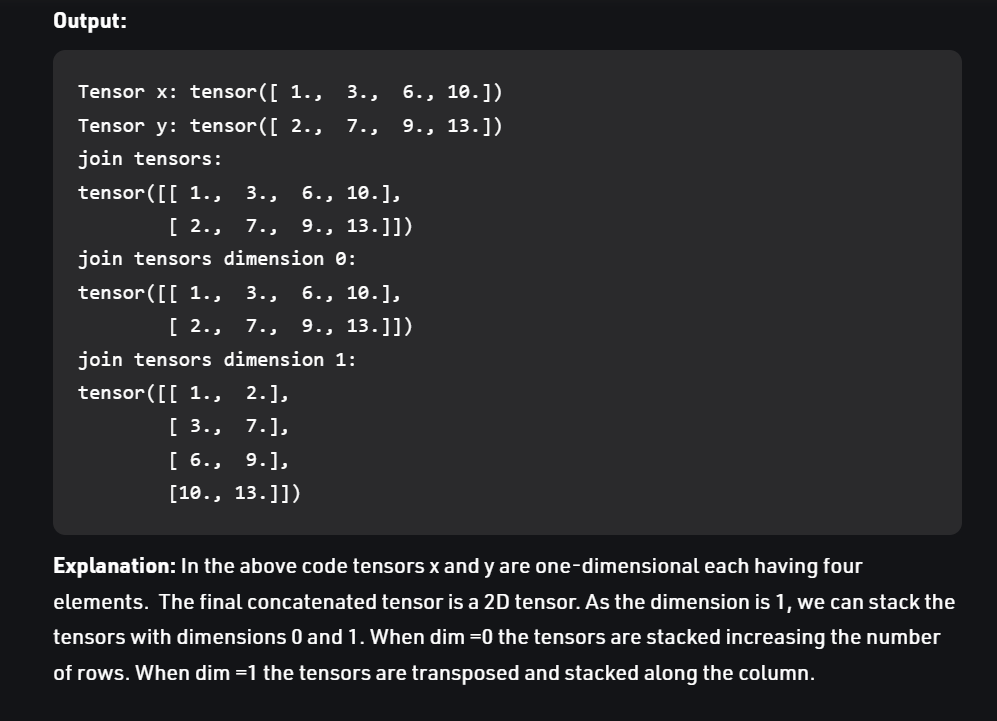 Output:
Tensor x: tensor([ 1.,  3.,  6., 10.])
Tensor y: tensor([ 2.,  7.,  9., 13.])
join tensors:
tensor([[ 1.,  3.,  6., 10.],
        [ 2.,  7.,  9., 13.]])
join tensors dimension 0:
tensor([[ 1.,  3.,  6., 10.],
        [ 2.,  7.,  9., 13.]])
join tensors dimension 1:
tensor([[ 1.,  2.],
        [ 3.,  7.],
        [ 6.,  9.],
        [10., 13.]])
Explanation: In the above code tensors x and y are one-dimensional each having four
elements.  The final concatenated tensor is a 2D tensor. As the dimension is 1, we can stack the
tensors with dimensions 0 and 1. When dim =0 the tensors are stacked increasing the number
of rows. When dim =1 the tensors are transposed and stacked along the column.